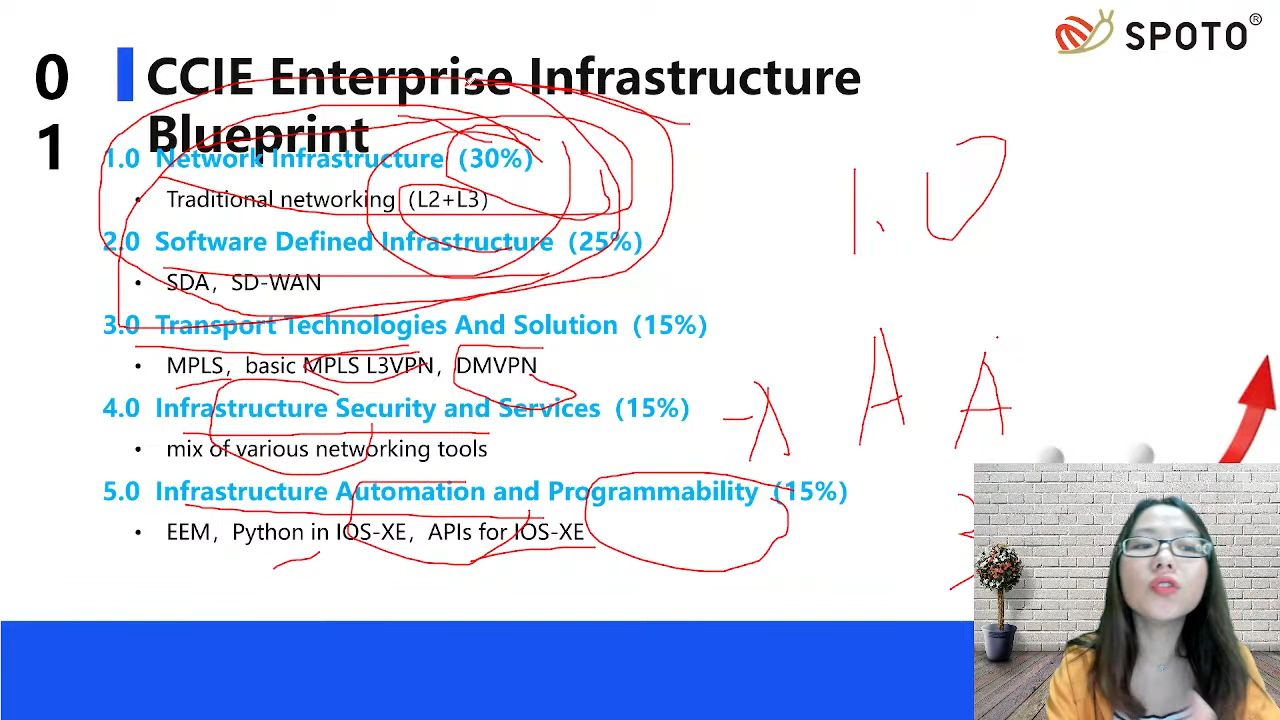 SPOTO®
01
CCIE Enterprise Infrastructure
Blueprint
1.0 Network Infrastructure (30%)
• Traditional networking (L2+L3)
2.0 Software Defined Infrastructure (25%)
• SDA, SD-WAN
3.0 Transport Technologies And Solution (15%)
• MPLS, basic MPLS L3VPN, DMVPN
4.0 Infrastructure Security and Services (15%)
• mix of various networking tools
5.0 Infrastructure Automation and Programmability (15%)
• EEM, Python in IOS-XE, APIs for IOS-XE
1.0
A A